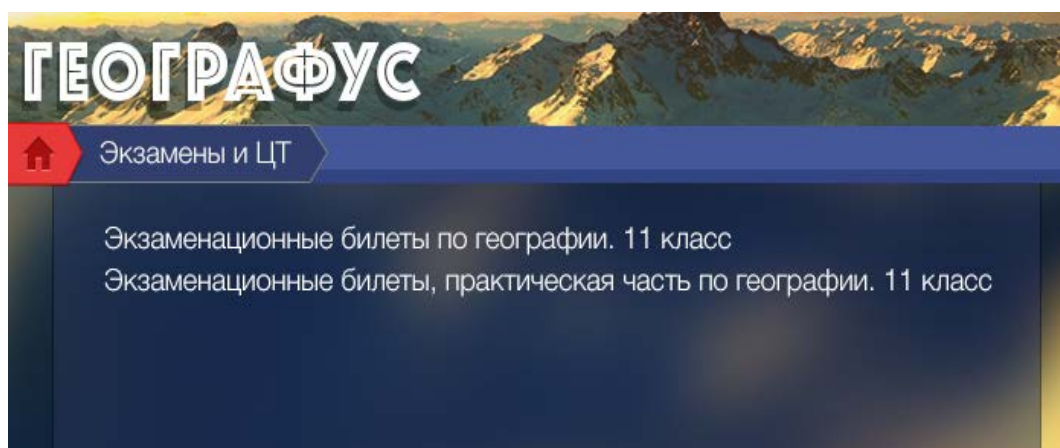 ГЕОГРАФУС
Экзамены и ЦТ
Экзаменационные билеты по географии. 11 класс
Экзаменационные билеты, практическая часть по географии. 11 класс